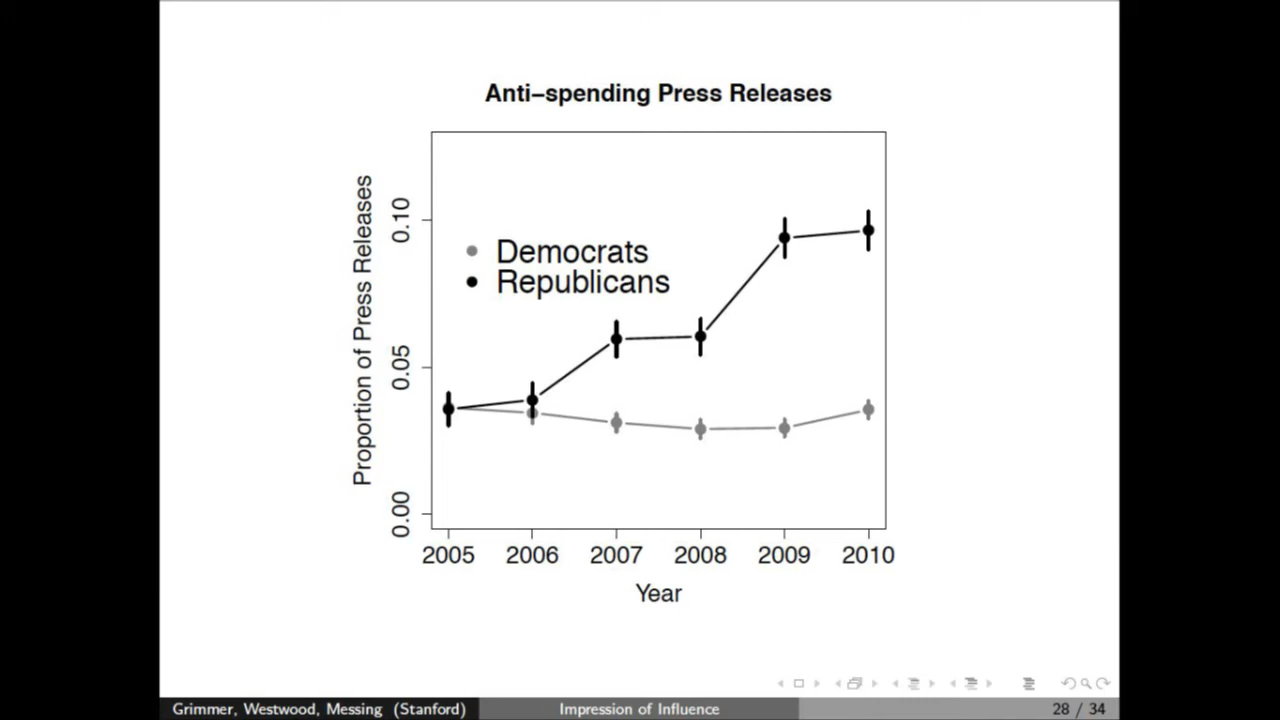 Anti–spending Press Releases
Proportion of Press Releases
0.10
0.05
0.00
Democrats
Republicans
2005 2006 2007 2008 2009 2010
Year
Grimmer, Westwood, Messing (Stanford) Impression of Influence 28 / 34